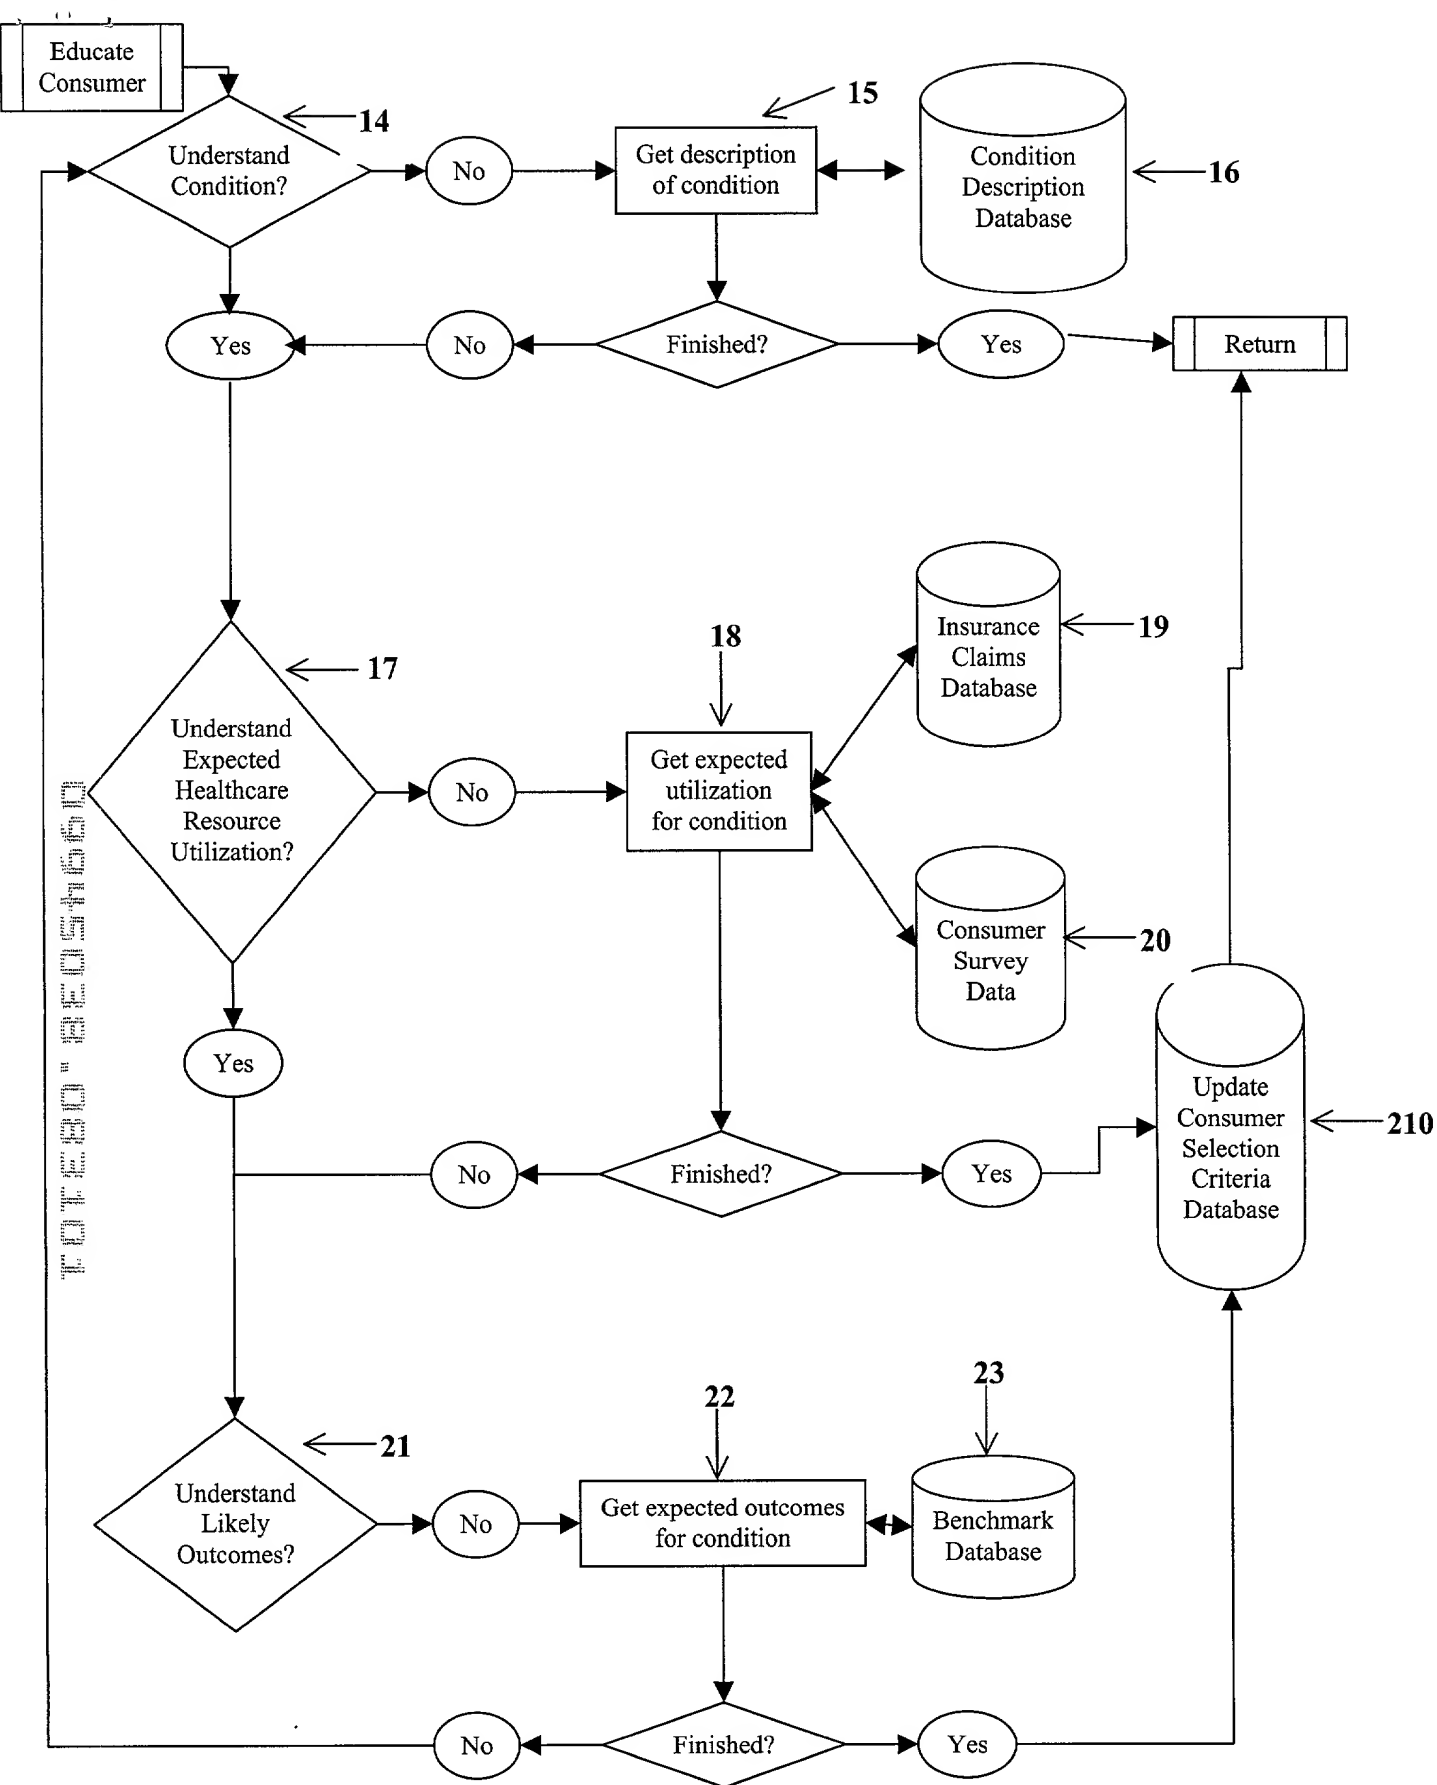 Educate
Consumer
14
15
Understand
Condition?
No
Get description
of condition
Condition
Description
Database
16
Yes
No
Finished?
Yes
Return
Insurance
Claims
Database
19
18
17
Understand
Expected
Healthcare
Resource
Utilization?
No
Get expected
utilization
for condition
Consumer
Survey
Data
20
Yes
Update
Consumer
Selection
Criteria
Database
210
No
Finished?
Yes
23
22
21
Understand
Likely
Outcomes?
No
Get expected outcomes
for condition
Benchmark
Database
No
Finished?
Yes